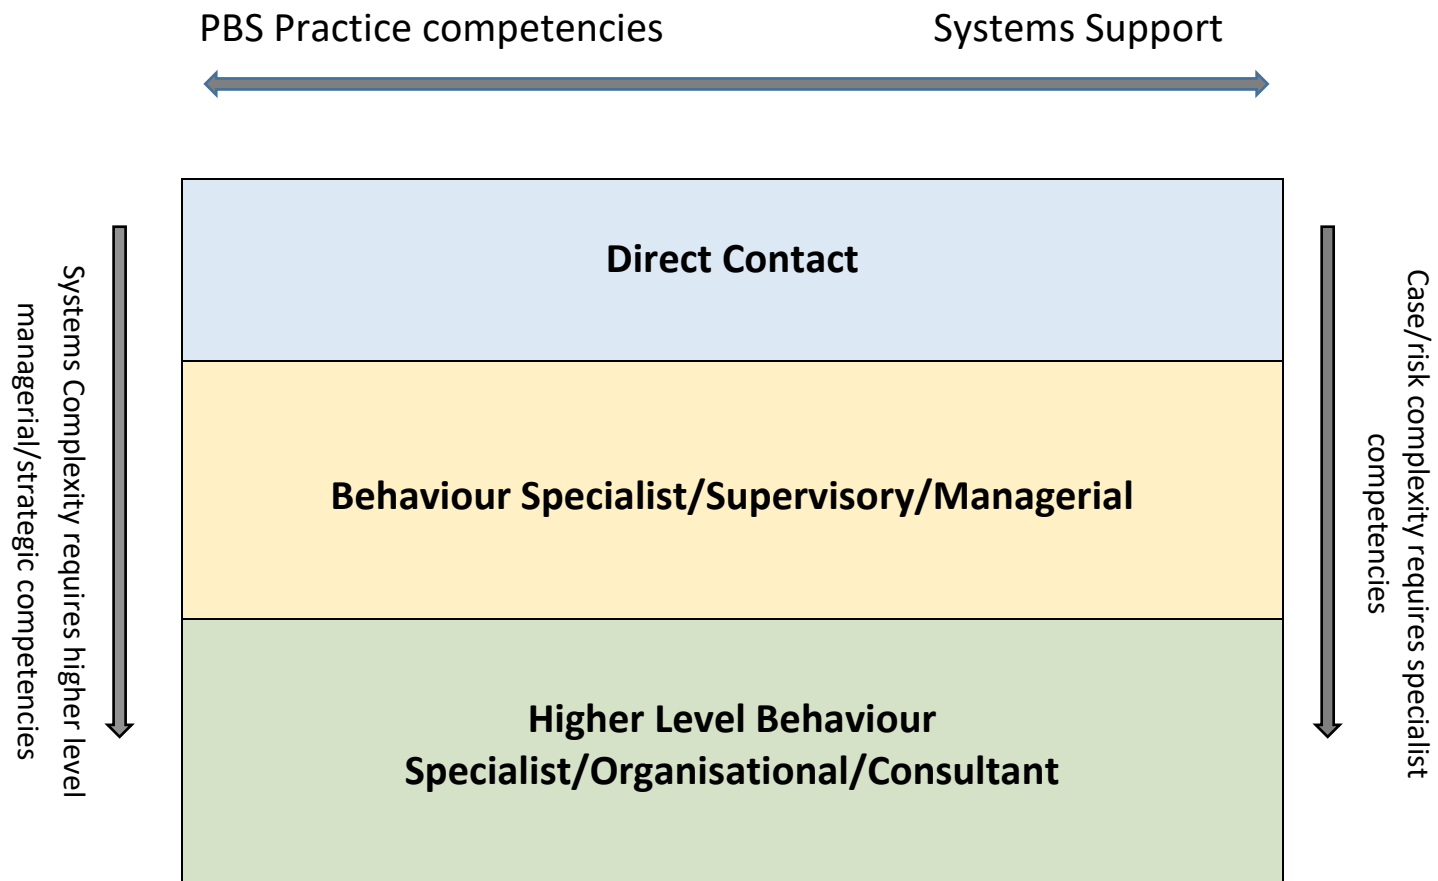 PBS Practice competencies
Systems Support
Direct Contact
Behaviour Specialist/Supervisory/Managerial
Higher Level Behaviour
Specialist/Organisational/Consultant
Systems Complexity requires higher level
managerial/strategic competencies
Case/risk complexity requires specialist
competencies